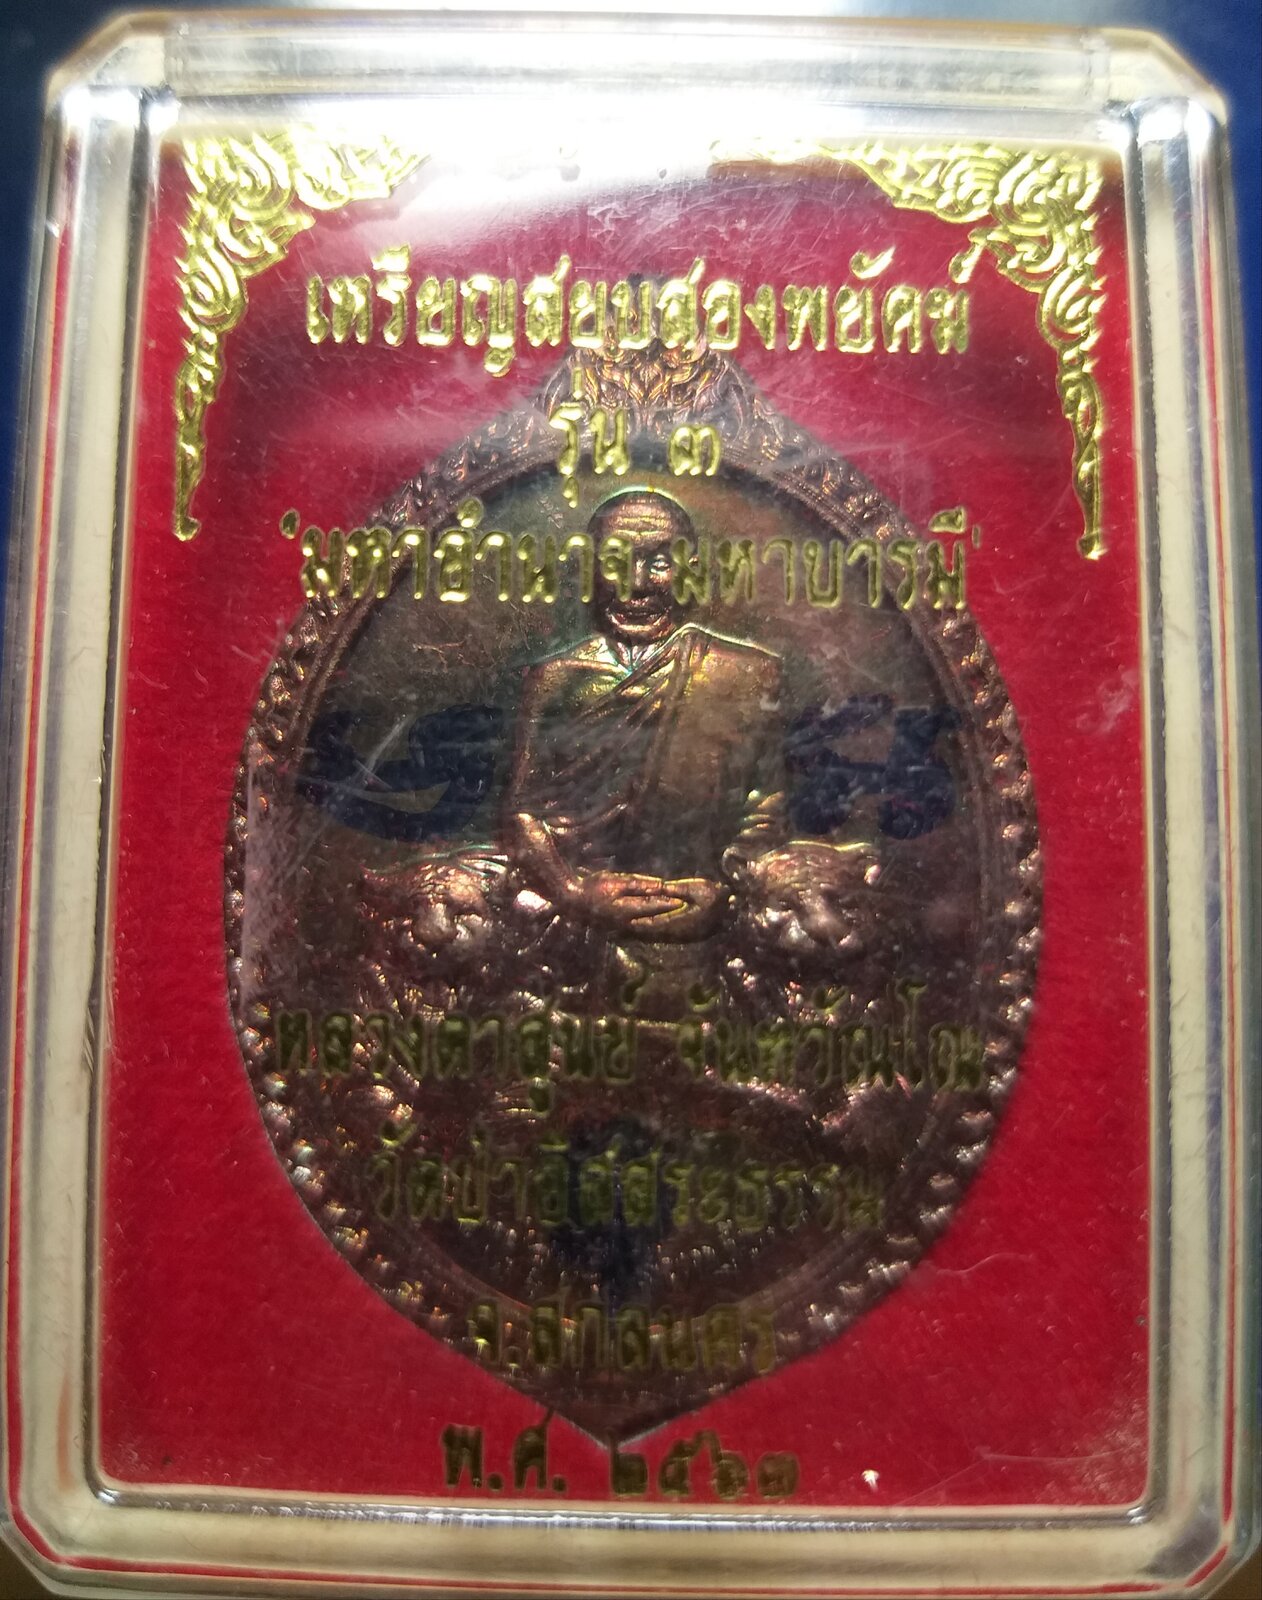 เหรียญสยบสองพยัคฆ์
รุ่น ๓
'มหาอำนาจ มหาบารมี'
หลวงตาสูนย์ จันทวัณโณ
วัดป่าอิสสระธรรม
จ.สกลนคร
พ.ศ. ๒๕๖๓